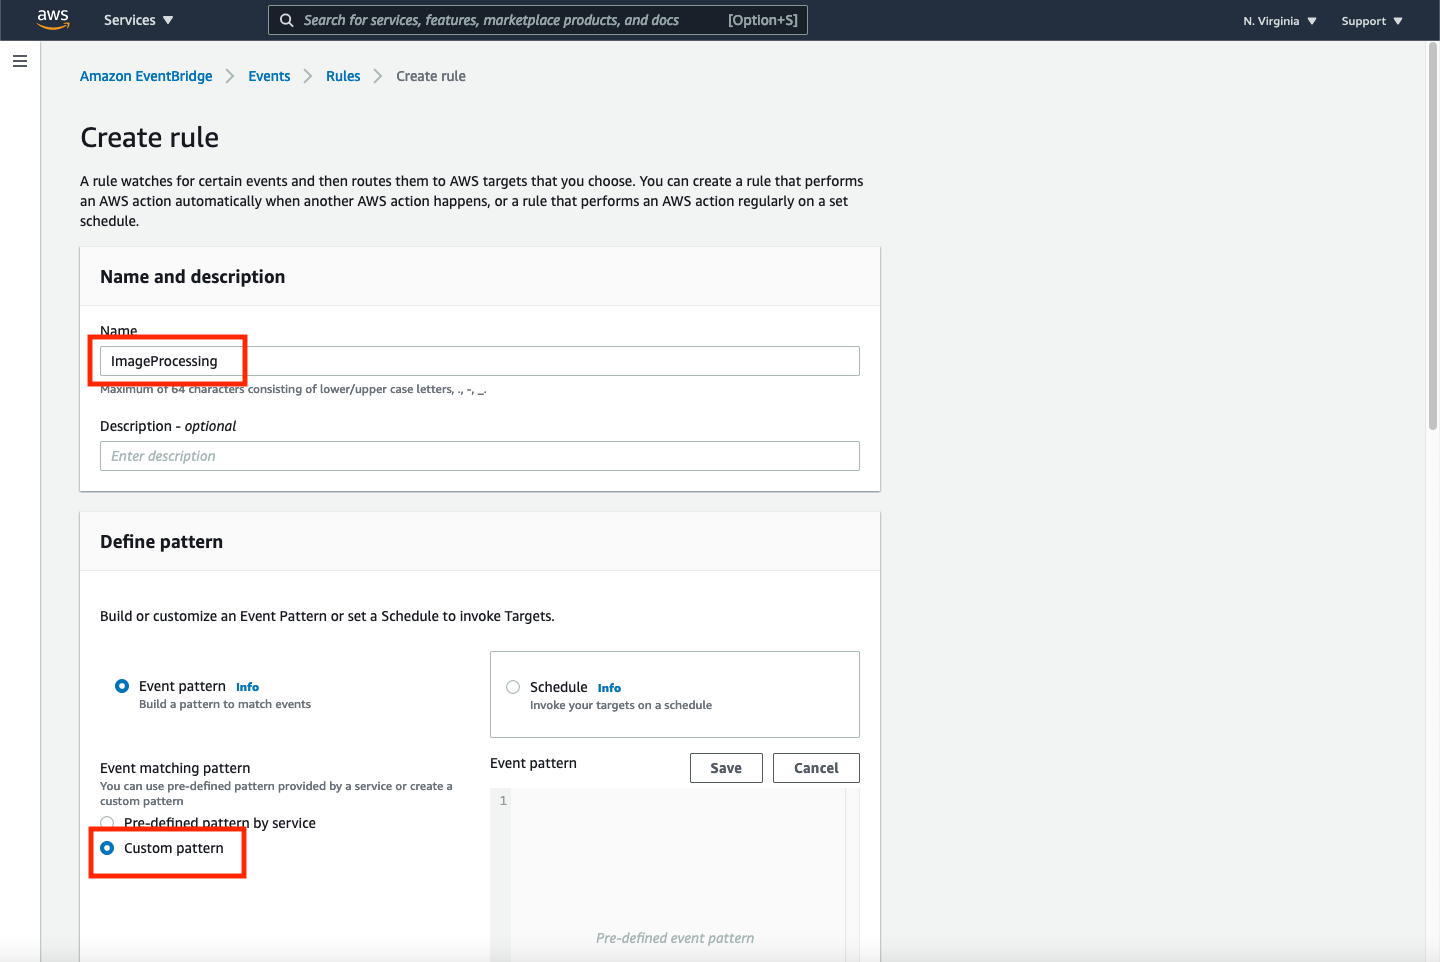 aws Services Search for services, features, marketplace products, and docs [Option+S] N. Virginia Support
Amazon EventBridge Events Rules Create rule
Create rule
A rule watches for certain events and then routes them to AWS targets that you choose. You can create a rule that performs
an AWS action automatically when another AWS action happens, or a rule that performs an AWS action regularly on a set
schedule.
Name and description
Name
ImageProcessing
Maximum of 64 characters consisting of lower/upper case letters, ., -, _.
Description - optional
Enter description
Define pattern
Build or customize an Event Pattern or set a Schedule to invoke Targets.
Event pattern Info
Build a pattern to match events
Schedule Info
Invoke your targets on a schedule
Event matching pattern
You can use pre-defined pattern provided by a service or create a
custom pattern
Pre-defined pattern by service
Custom pattern
Event pattern Save Cancel
1
Pre-defined event pattern